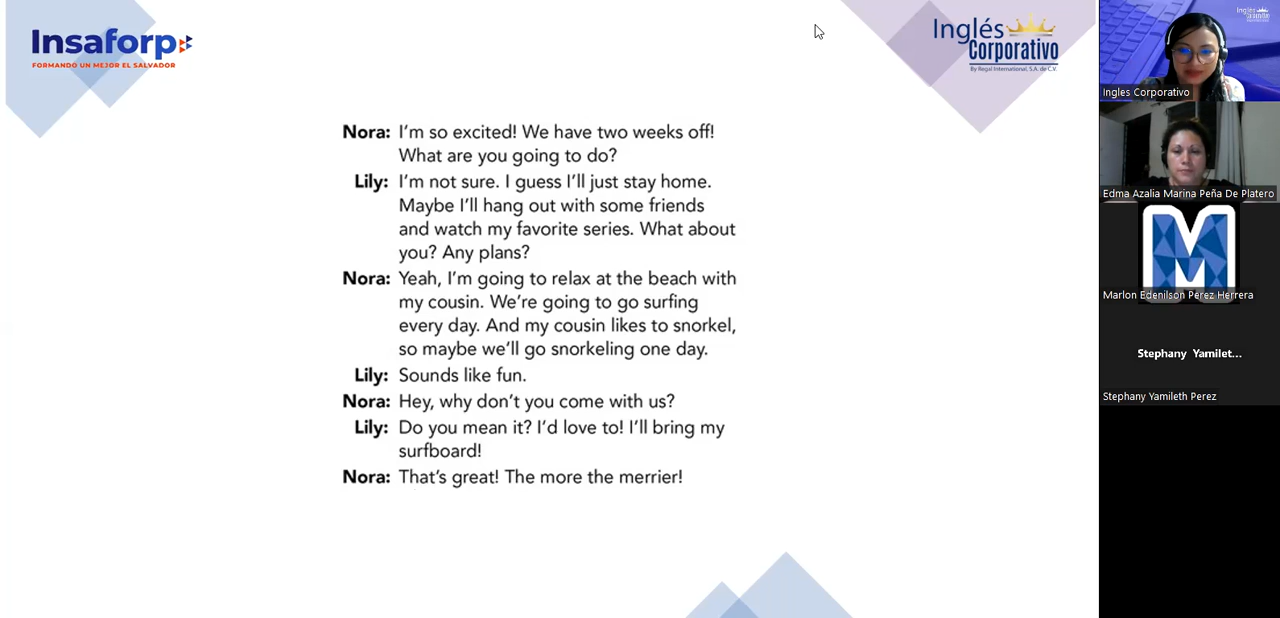 Insaforp
FORMANDO UN MEJOR EL SALVADOR
Inglés
Corporativo
By Regal International, S.A. de C.V.
Nora: I'm so excited! We have two weeks off!
What are you going to do?
Lily: I'm not sure. I guess I'll just stay home.
Maybe I'll hang out with some friends
and watch my favorite series. What about
you? Any plans?
Nora: Yeah, I'm going to relax at the beach with
my cousin. We're going to go surfing
every day. And my cousin likes to snorkel,
so maybe we'll go snorkeling one day.
Lily: Sounds like fun.
Nora: Hey, why don't you come with us?
Lily: Do you mean it? I'd love to! I'll bring my
surfboard!
Nora: That's great! The more the merrier!
Inglés
Ingles Corporativo
Edma Azalia Marina Peña De Platero
M
Marlon Edenilson Perez Herrera
Stephany Yamilet...
Stephany Yamileth Perez